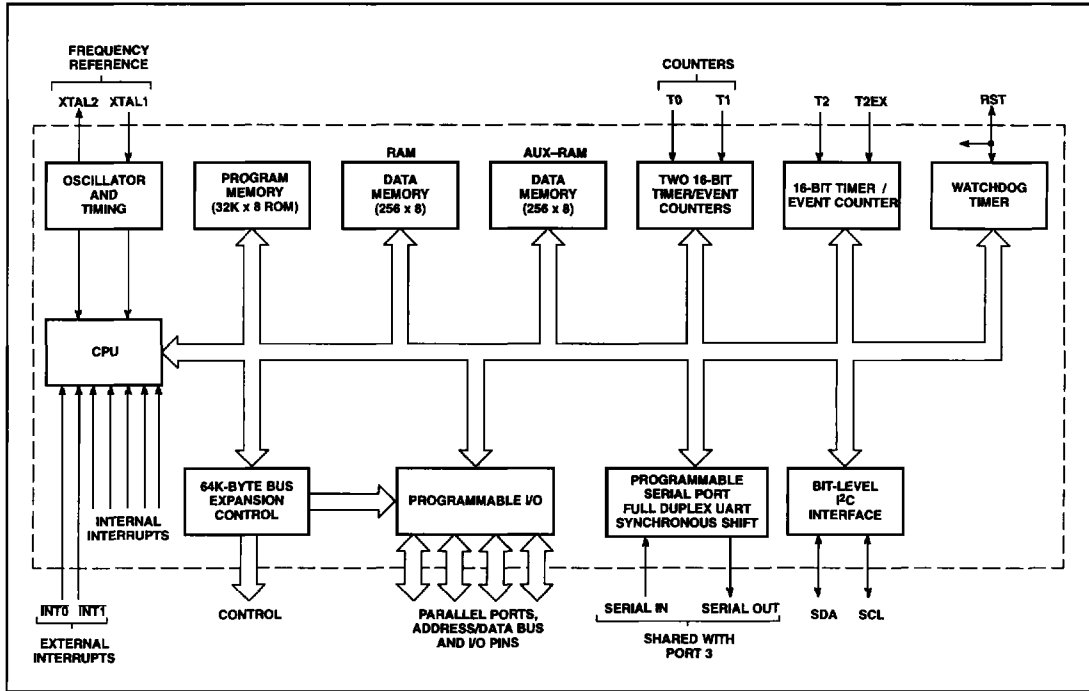 FREQUENCY
REFERENCE
XTAL2 XTAL1
COUNTERS
T0 T1
T2 T2EX
RST
OSCILLATOR
AND
TIMING
PROGRAM
MEMORY
(32K x 8 ROM)
RAM
DATA
MEMORY
(256 x 8)
AUX–RAM
DATA
MEMORY
(256 x 8)
TWO 16-BIT
TIMER/EVENT
COUNTERS
16-BIT TIMER /
EVENT COUNTER
WATCHDOG
TIMER
CPU
INTERNAL
INTERRUPTS
64K-BYTE BUS
EXPANSION
CONTROL
PROGRAMMABLE I/O
PROGRAMMABLE
SERIAL PORT
FULL DUPLEX UART
SYNCHRONOUS SHIFT
BIT-LEVEL
I²C
INTERFACE
INT0 INT1
EXTERNAL
INTERRUPTS
CONTROL
PARALLEL PORTS,
ADDRESS/DATA BUS
AND I/O PINS
SERIAL IN SERIAL OUT
SHARED WITH
PORT 3
SDA SCL